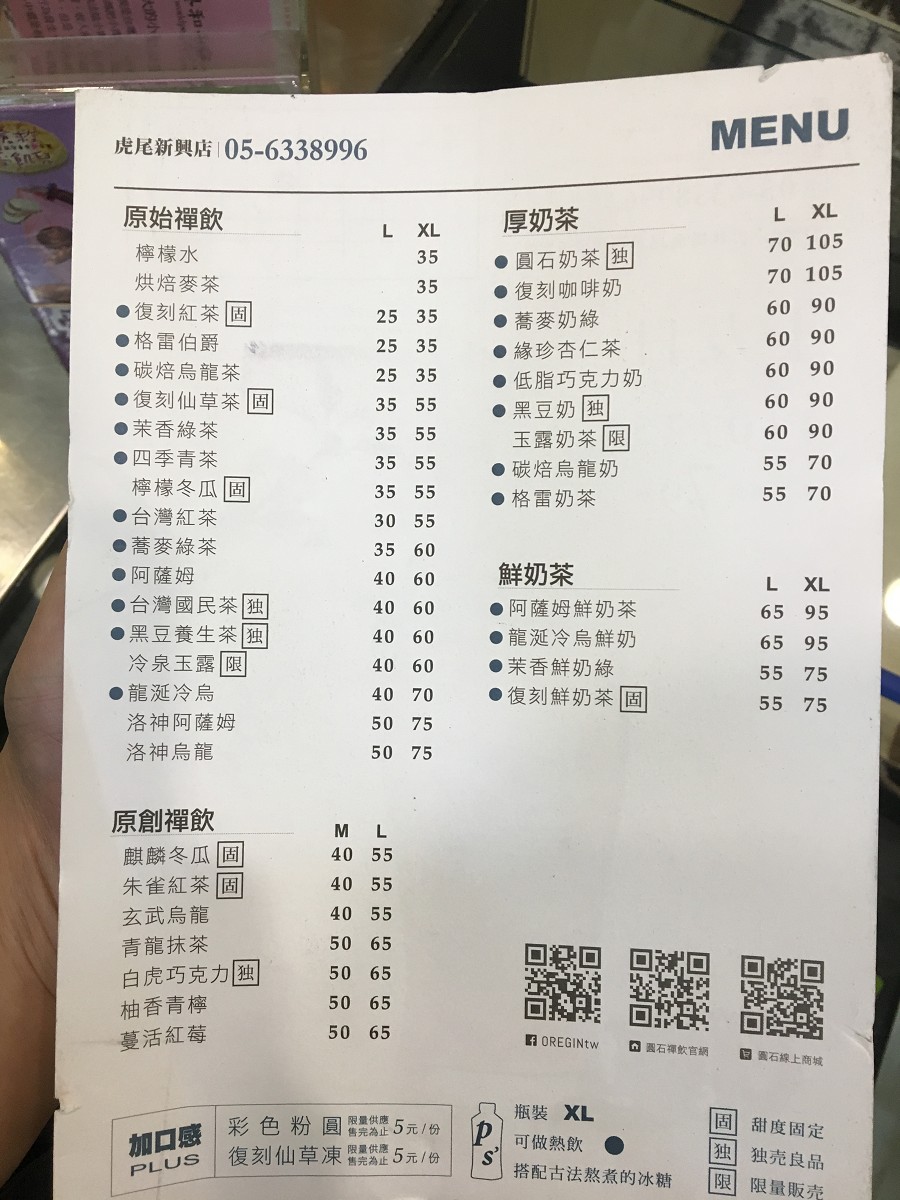 虎尾新興店 | 05-6338996
MENU
原始禪飲 L XL
檸檬水 35
烘焙麥茶 35
● 復刻紅茶 固 25 35
● 格雷伯爵 25 35
● 碳焙烏龍茶 25 35
● 復刻仙草茶 固 35 55
● 茉香綠茶 35 55
● 四季青茶 35 55
檸檬冬瓜 固 35 55
● 台灣紅茶 30 55
● 蕎麥綠茶 35 60
● 阿薩姆 40 60
● 台灣國民茶 独 40 60
● 黑豆養生茶 独 40 60
冷泉玉露 限 40 60
● 龍涎冷烏 40 70
洛神阿薩姆 50 75
洛神烏龍 50 75
原創禪飲 M L
麒麟冬瓜 固 40 55
朱雀紅茶 固 40 55
玄武烏龍 40 55
青龍抹茶 50 65
白虎巧克力 独 50 65
柚香青檸 50 65
蔓活紅莓 50 65
厚奶茶 L XL
● 圓石奶茶 独 70 105
● 復刻咖啡奶 70 105
● 蕎麥奶綠 60 90
● 緣珍杏仁茶 60 90
● 低脂巧克力奶 60 90
● 黑豆奶 独 60 90
玉露奶茶 限 60 90
● 碳焙烏龍奶 55 70
● 格雷奶茶 55 70
鮮奶茶 L XL
● 阿薩姆鮮奶茶 65 95
● 龍涎冷烏鮮奶 65 95
● 茉香鮮奶綠 55 75
● 復刻鮮奶茶 固 55 75
OREGINtw
圓石禪飲官網
圓石線上商城
加口感
PLUS
彩色粉圓 限量供應 售完為止 5元/份
復刻仙草凍 限量供應 售完為止 5元/份
ps'
瓶裝 XL
可做熱飲 ●
搭配古法熬煮的冰糖
固 甜度固定
独 独売良品
限 限量販売